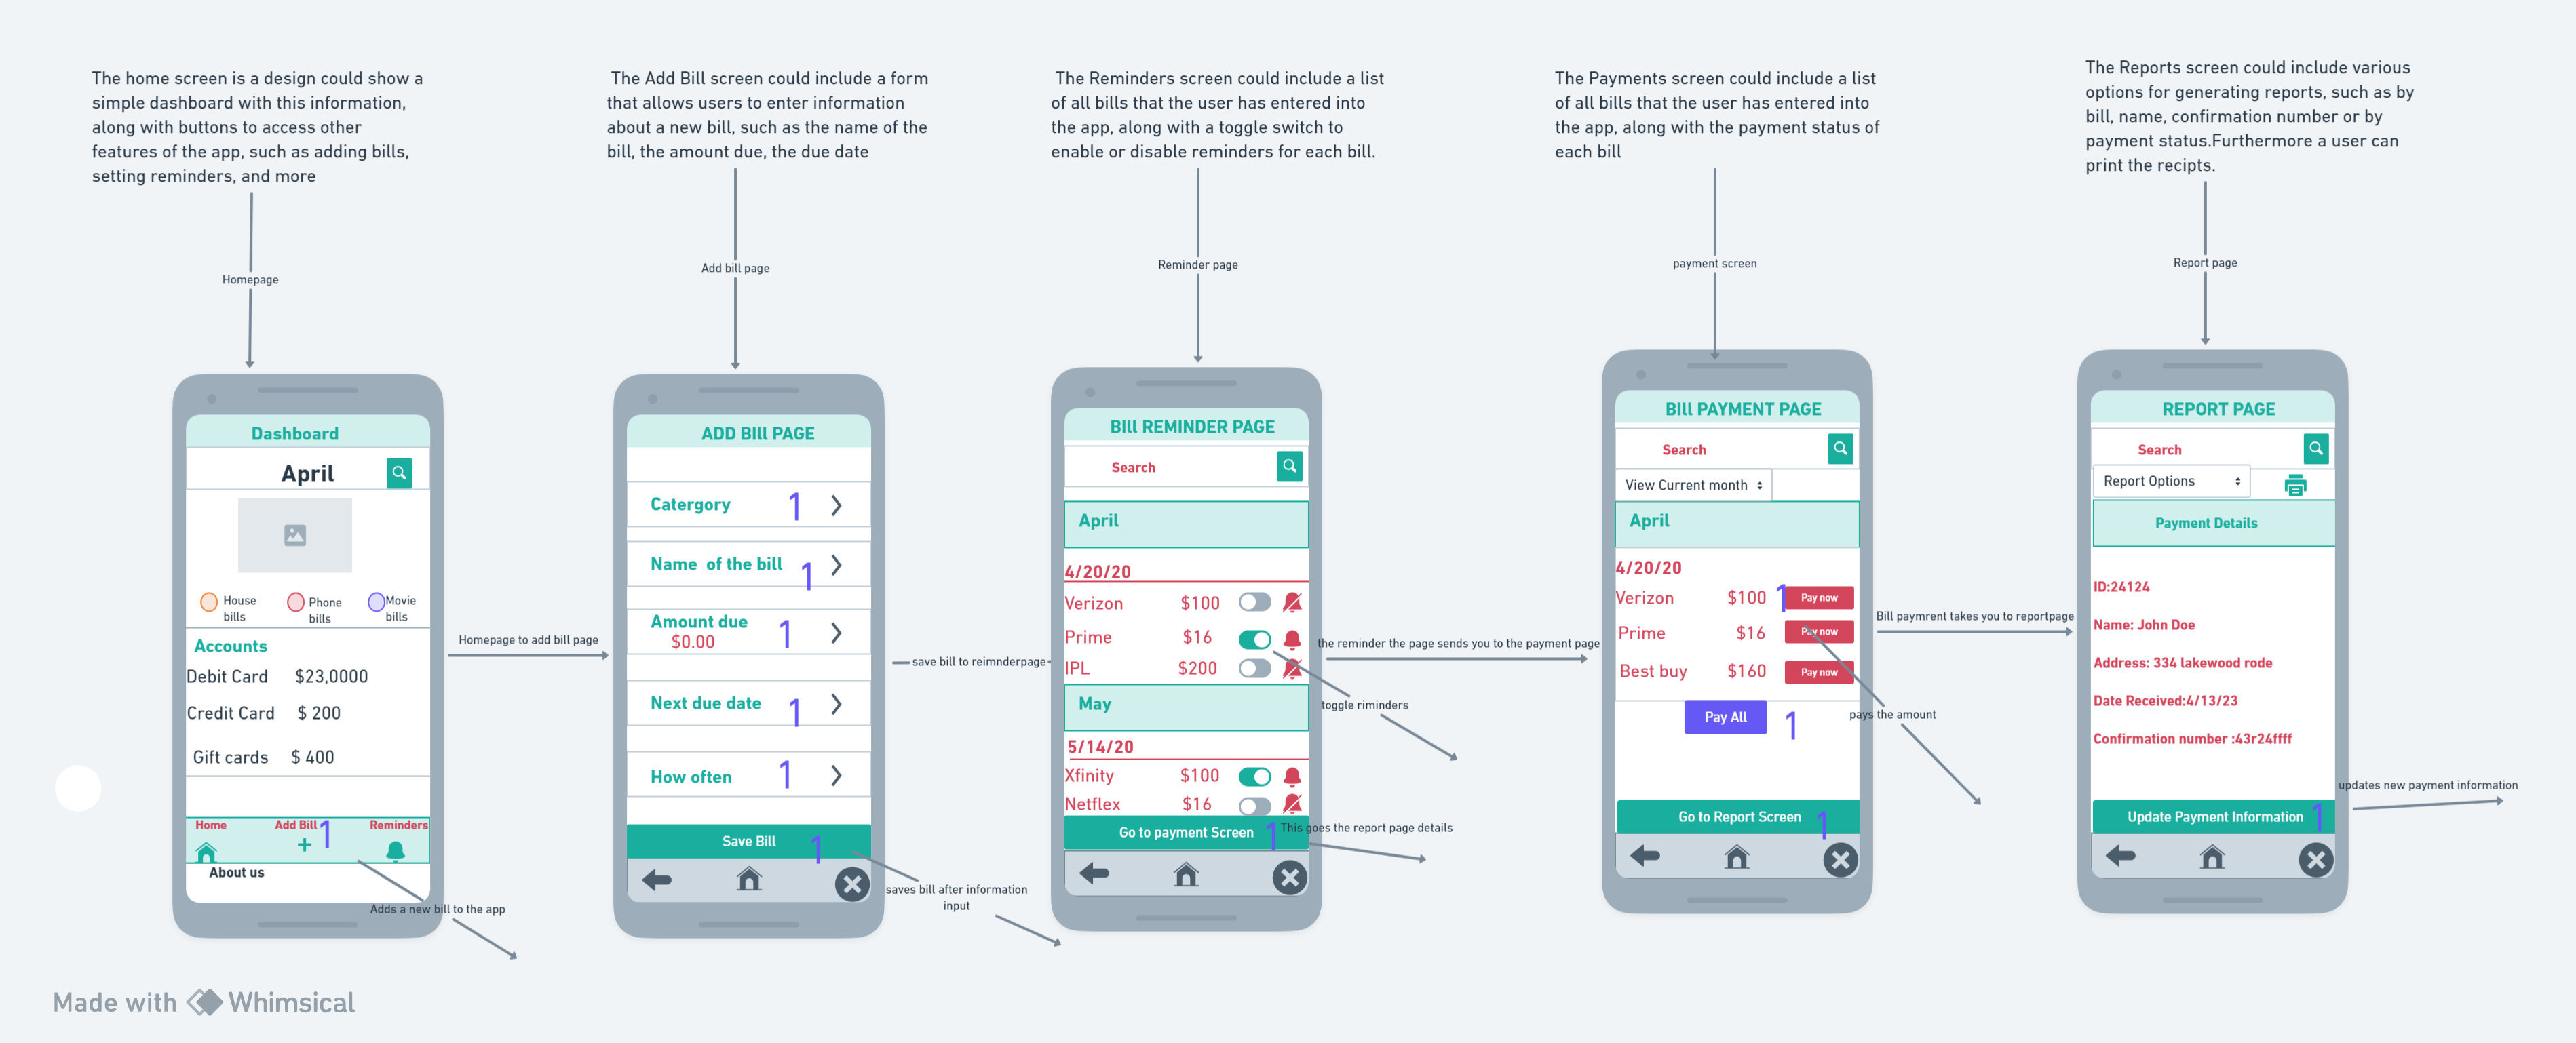 The home screen is a design could show a
simple dashboard with this information,
along with buttons to access other
features of the app, such as adding bills,
setting reminders, and more
The Add Bill screen could include a form
that allows users to enter information
about a new bill, such as the name of the
bill, the amount due, the due date
The Reminders screen could include a list
of all bills that the user has entered into
the app, along with a toggle switch to
enable or disable reminders for each bill.
The Payments screen could include a list
of all bills that the user has entered into
the app, along with the payment status of
each bill
The Reports screen could include various
options for generating reports, such as by
bill, name, confirmation number or by
payment status.Furthermore a user can
print the recipts.
Homepage
Add bill page
Reminder page
payment screen
Report page
Dashboard
April
House
bills
Phone
bills
Movie
bills
Accounts
Debit Card $23,0000
Credit Card $ 200
Gift cards $ 400
Home Add Bill 1 Reminders
+
About us
Adds a new bill to the app
Homepage to add bill page
ADD BIll PAGE
Catergory 1
Name of the bill 1
Amount due 1
$0.00
Next due date 1
How often 1
Save Bill 1
saves bill after information
input
save bill to reimnderpage
BIll REMINDER PAGE
Search
April
4/20/20
Verizon $100
Prime $16
IPL $200
May
5/14/20
Xfinity $100
Netflex $16
Go to payment Screen 1
the reminder the page sends you to the payment page
toggle riminders
This goes the report page details
BIll PAYMENT PAGE
Search
View Current month
April
4/20/20
Verizon $100 1 Pay now
Prime $16 Pay now
Best buy $160 Pay now
Pay All 1
Go to Report Screen 1
Bill paymrent takes you to reportpage
pays the amount
REPORT PAGE
Search
Report Options
Payment Details
ID:24124
Name: John Doe
Address: 334 lakewood rode
Date Received:4/13/23
Confirmation number :43r24ffff
Update Payment Information 1
updates new payment information
Made with Whimsical